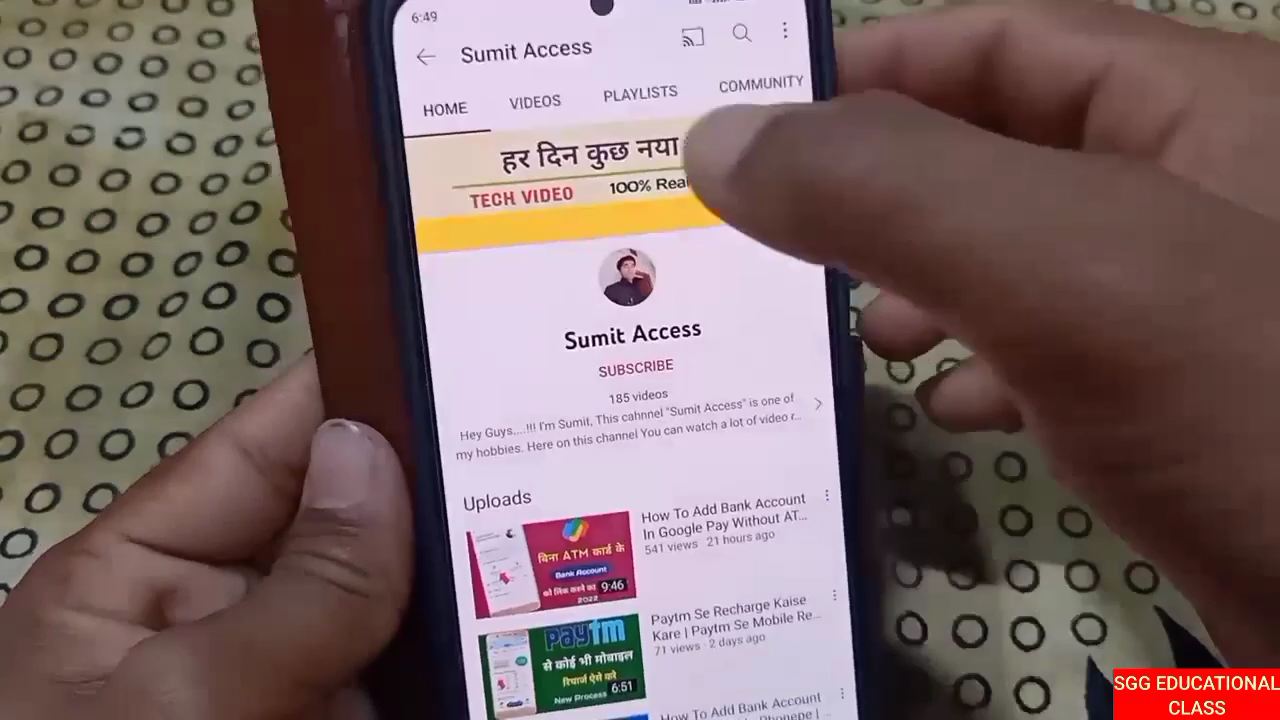 6:49
Sumit Access
HOME
VIDEOS
PLAYLISTS
COMMUNITY
हर दिन कुछ नया
TECH VIDEO
100% Real
Sumit Access
SUBSCRIBE
185 videos
Hey Guys....!!! I'm Sumit, This cahnnel "Sumit Access" is one of
my hobbies. Here on this channel You can watch a lot of video r...
Uploads
बिना ATM कार्ड के
Bank Account
को लिंक करने का
2022
9:46
How To Add Bank Account
In Google Pay Without AT...
541 views · 21 hours ago
paytm
से कोई भी मोबाइल
रिचार्ज ऐसे करे
New Process
6:51
Paytm Se Recharge Kaise
Kare | Paytm Se Mobile Re...
71 views · 2 days ago
How To Add Bank Account
Phonepe |
SGG EDUCATIONAL
CLASS